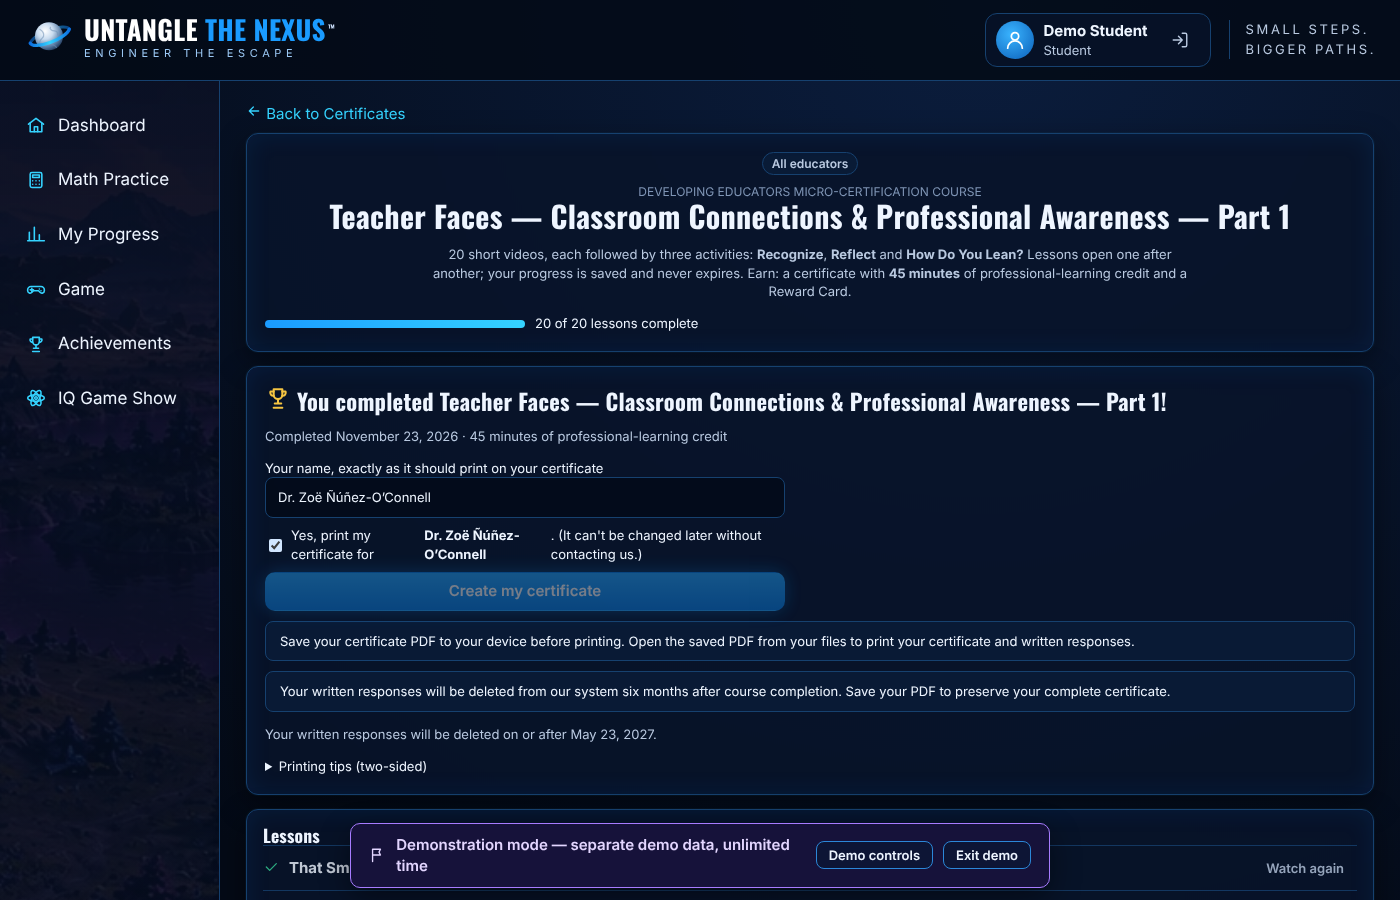 UNTANGLE THE NEXUS™
ENGINEER THE ESCAPE
Demo Student
Student
SMALL STEPS.
BIGGER PATHS.
Dashboard
Math Practice
My Progress
Game
Achievements
IQ Game Show
← Back to Certificates
All educators
DEVELOPING EDUCATORS MICRO-CERTIFICATION COURSE
Teacher Faces — Classroom Connections & Professional Awareness — Part 1
20 short videos, each followed by three activities: Recognize, Reflect and How Do You Lean? Lessons open one after
another; your progress is saved and never expires. Earn: a certificate with 45 minutes of professional-learning credit and a
Reward Card.
20 of 20 lessons complete
You completed Teacher Faces — Classroom Connections & Professional Awareness — Part 1!
Completed November 23, 2026 · 45 minutes of professional-learning credit
Your name, exactly as it should print on your certificate
Dr. Zoë Ñúñez-O’Connell
Yes, print my certificate for Dr. Zoë Ñúñez-O’Connell . (It can't be changed later without contacting us.)
Create my certificate
Save your certificate PDF to your device before printing. Open the saved PDF from your files to print your certificate and written responses.
Your written responses will be deleted from our system six months after course completion. Save your PDF to preserve your complete certificate.
Your written responses will be deleted on or after May 23, 2027.
Printing tips (two-sided)
Lessons
That Sm
Watch again
Demonstration mode — separate demo data, unlimited
time
Demo controls
Exit demo